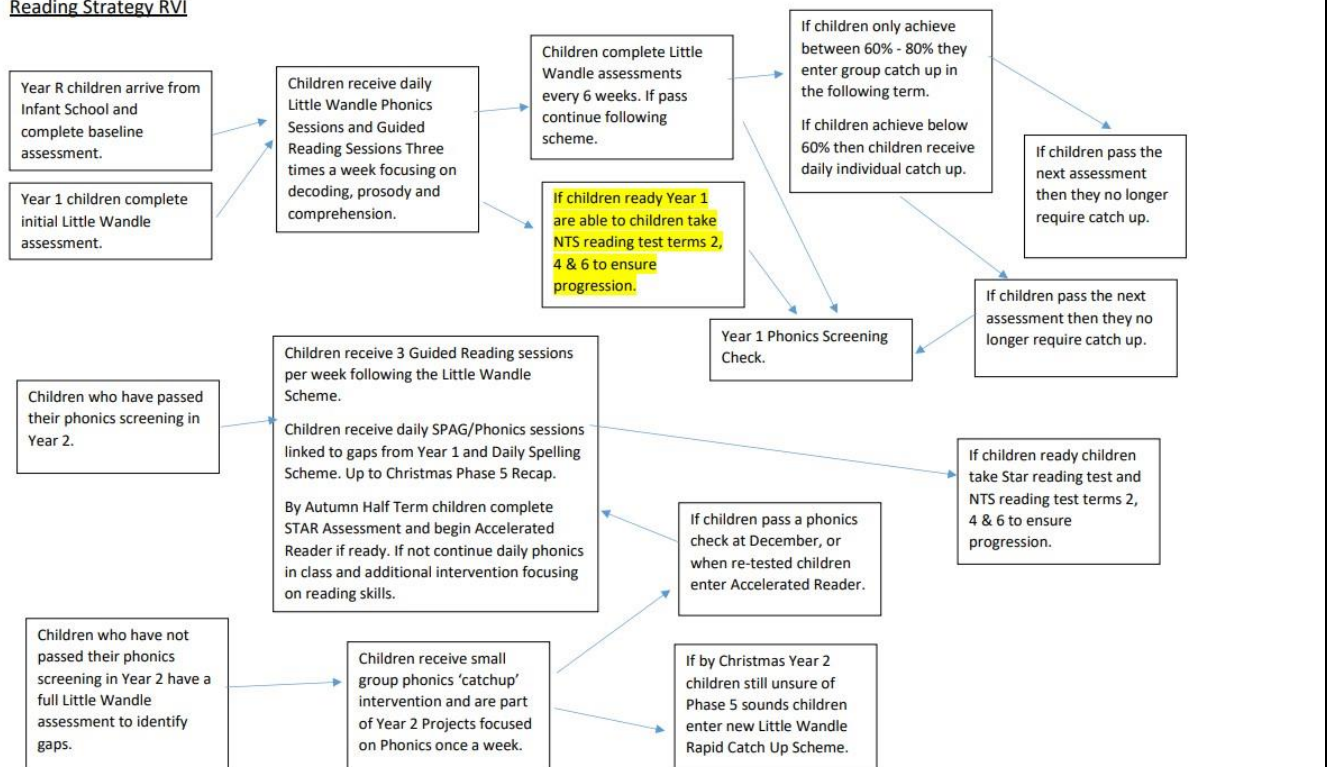 Reading Strategy RVI
Year R children arrive from
Infant School and
complete baseline
assessment.
Year 1 children complete
initial Little Wandle
assessment.
Children receive daily
Little Wandle Phonics
Sessions and Guided
Reading Sessions Three
times a week focusing on
decoding, prosody and
comprehension.
Children complete Little
Wandle assessments
every 6 weeks. If pass
continue following
scheme.
If children ready Year 1
are able to children take
NTS reading test terms 2,
4 & 6 to ensure
progression.
If children only achieve
between 60% - 80% they
enter group catch up in
the following term.
If children achieve below
60% then children receive
daily individual catch up.
If children pass the
next assessment
then they no longer
require catch up.
If children pass the next
assessment then they no
longer require catch up.
Year 1 Phonics Screening
Check.
Children who have passed
their phonics screening in
Year 2.
Children receive 3 Guided Reading sessions
per week following the Little Wandle
Scheme.
Children receive daily SPAG/Phonics sessions
linked to gaps from Year 1 and Daily Spelling
Scheme. Up to Christmas Phase 5 Recap.
By Autumn Half Term children complete
STAR Assessment and begin Accelerated
Reader if ready. If not continue daily phonics
in class and additional intervention focusing
on reading skills.
If children ready children
take Star reading test and
NTS reading test terms 2,
4 & 6 to ensure
progression.
If children pass a phonics
check at December, or
when re-tested children
enter Accelerated Reader.
Children who have not
passed their phonics
screening in Year 2 have a
full Little Wandle
assessment to identify
gaps.
Children receive small
group phonics ‘catchup’
intervention and are part
of Year 2 Projects focused
on Phonics once a week.
If by Christmas Year 2
children still unsure of
Phase 5 sounds children
enter new Little Wandle
Rapid Catch Up Scheme.